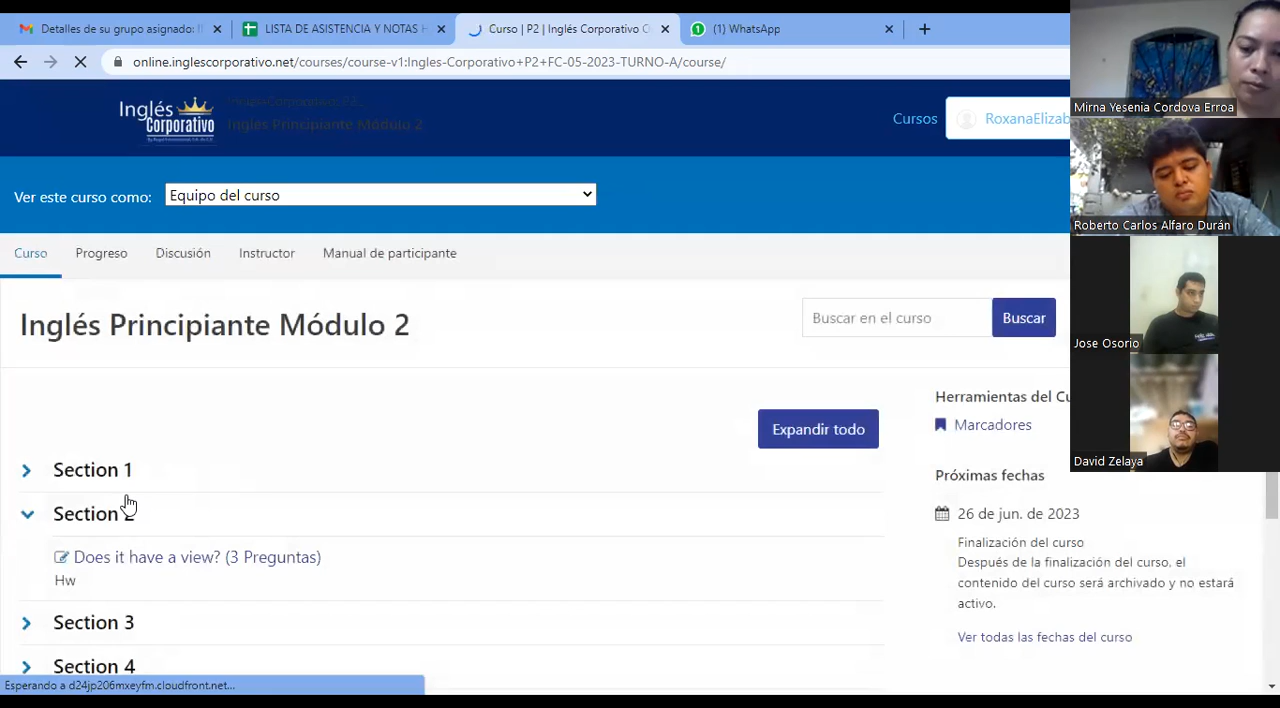 Detalles de su grupo asignado: I
LISTA DE ASISTENCIA Y NOTAS H
Curso | P2 | Inglés Corporativo O
(1) WhatsApp
online.inglescorporativo.net/courses/course-v1:Ingles-Corporativo+P2+FC-05-2023-TURNO-A/course/
Inglés Corporativo
Inglés Principiante Módulo 2
Cursos
RoxanaElizab
Ver este curso como:
Equipo del curso
Curso
Progreso
Discusión
Instructor
Manual de participante
Inglés Principiante Módulo 2
Buscar en el curso
Buscar
Expandir todo
Section 1
Section 2
Does it have a view? (3 Preguntas)
Hw
Section 3
Section 4
Herramientas del Cu
Marcadores
Próximas fechas
26 de jun. de 2023
Finalización del curso
Después de la finalización del curso, el
contenido del curso será archivado y no estará
activo.
Ver todas las fechas del curso
Esperando a d24jp206mxeyfm.cloudfront.net...
Mirna Yesenia Cordova Erroa
Roberto Carlos Alfaro Durán
Jose Osorio
David Zelaya